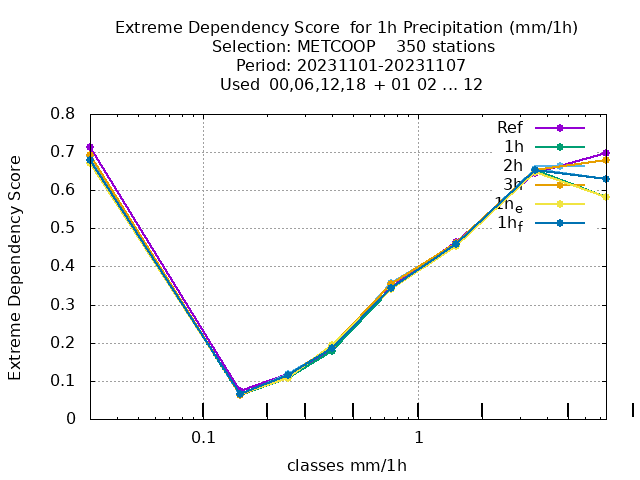 Extreme Dependency Score  for 1h Precipitation (mm/1h)
Selection: METCOOP    350 stations
Period: 20231101-20231107
Used  00,06,12,18  + 01 02 ... 12
Extreme Dependency Score
0.8
0.7
0.6
0.5
0.4
0.3
0.2
0.1
0
0.1
1
classes mm/1h
Ref
1h
2h
3h
1he
1hf